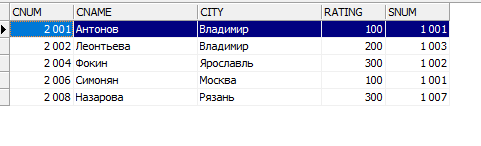 CNUM CNAME CITY RATING SNUM
2 001 Антонов Владимир 100 1 001
2 002 Леонтьева Владимир 200 1 003
2 004 Фокин Ярославль 300 1 002
2 006 Симонян Москва 100 1 001
2 008 Назарова Рязань 300 1 007